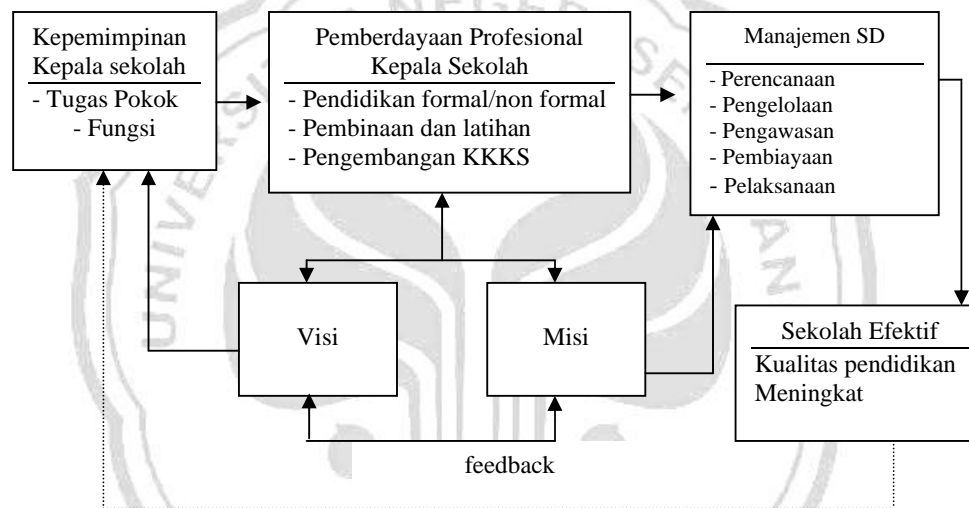 Kepemimpinan
Kepala sekolah
- Tugas Pokok
- Fungsi
Pemberdayaan Profesional
Kepala Sekolah
- Pendidikan formal/non formal
- Pembinaan dan latihan
- Pengembangan KKKS
Manajemen SD
- Perencanaan
- Pengelolaan
- Pengawasan
- Pembiayaan
- Pelaksanaan
Visi
Misi
Sekolah Efektif
Kualitas pendidikan
Meningkat
feedback